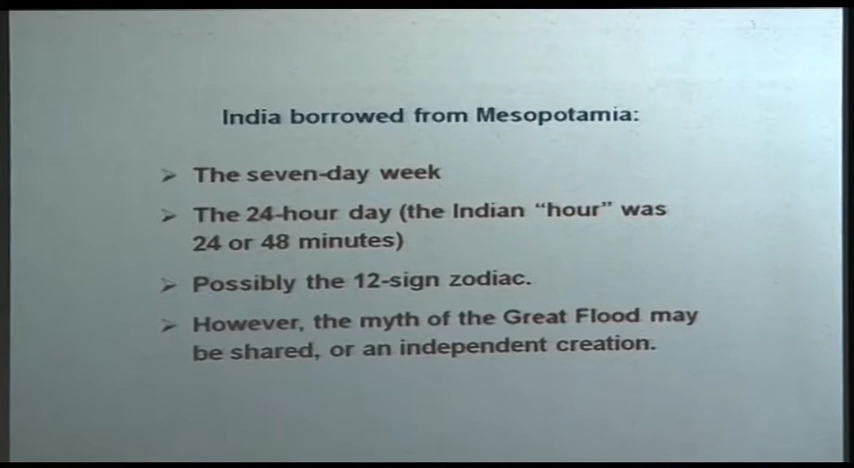 India borrowed from Mesopotamia:
➢ The seven-day week
➢ The 24-hour day (the Indian “hour” was
24 or 48 minutes)
➢ Possibly the 12-sign zodiac.
➢ However, the myth of the Great Flood may
be shared, or an independent creation.